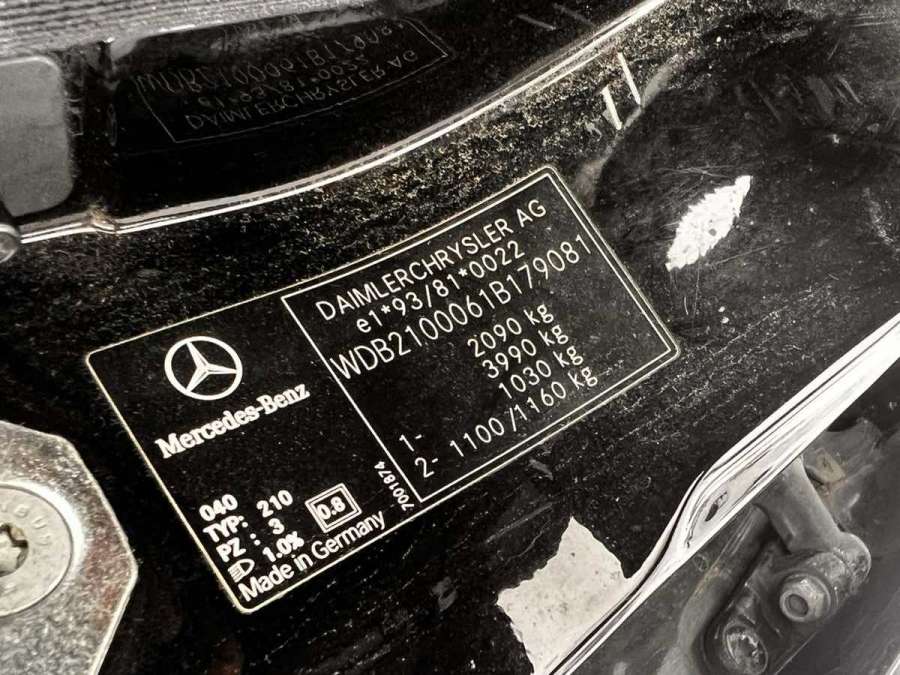 DAIMLERCHRYSLER AG
e1*93/81*0022
WDB2100061B179081
2090 kg
3990 kg
1- 1030 kg
2- 1100/1160 kg
Mercedes-Benz
040
TYP: 210
PZ : 3 0.8
1.0%
Made in Germany
7001874